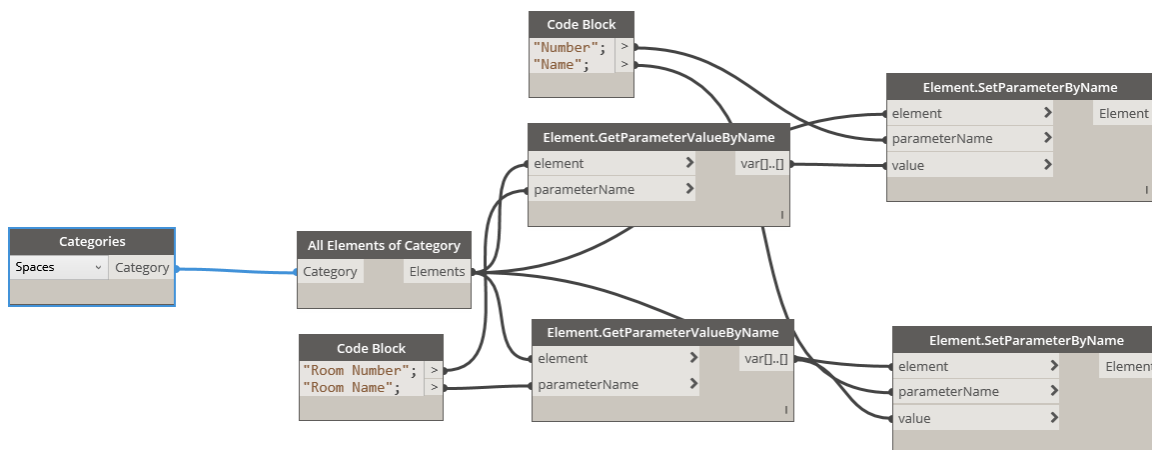 Categories
Spaces Category
All Elements of Category
Category Elements
Code Block
"Room Number"; >
"Room Name"; >
Code Block
"Number"; >
"Name"; >
Element.GetParameterValueByName
element var[]..[]
parameterName
Element.GetParameterValueByName
element var[]..[]
parameterName
Element.SetParameterByName
element Element
parameterName
value
Element.SetParameterByName
element Element
parameterName
value